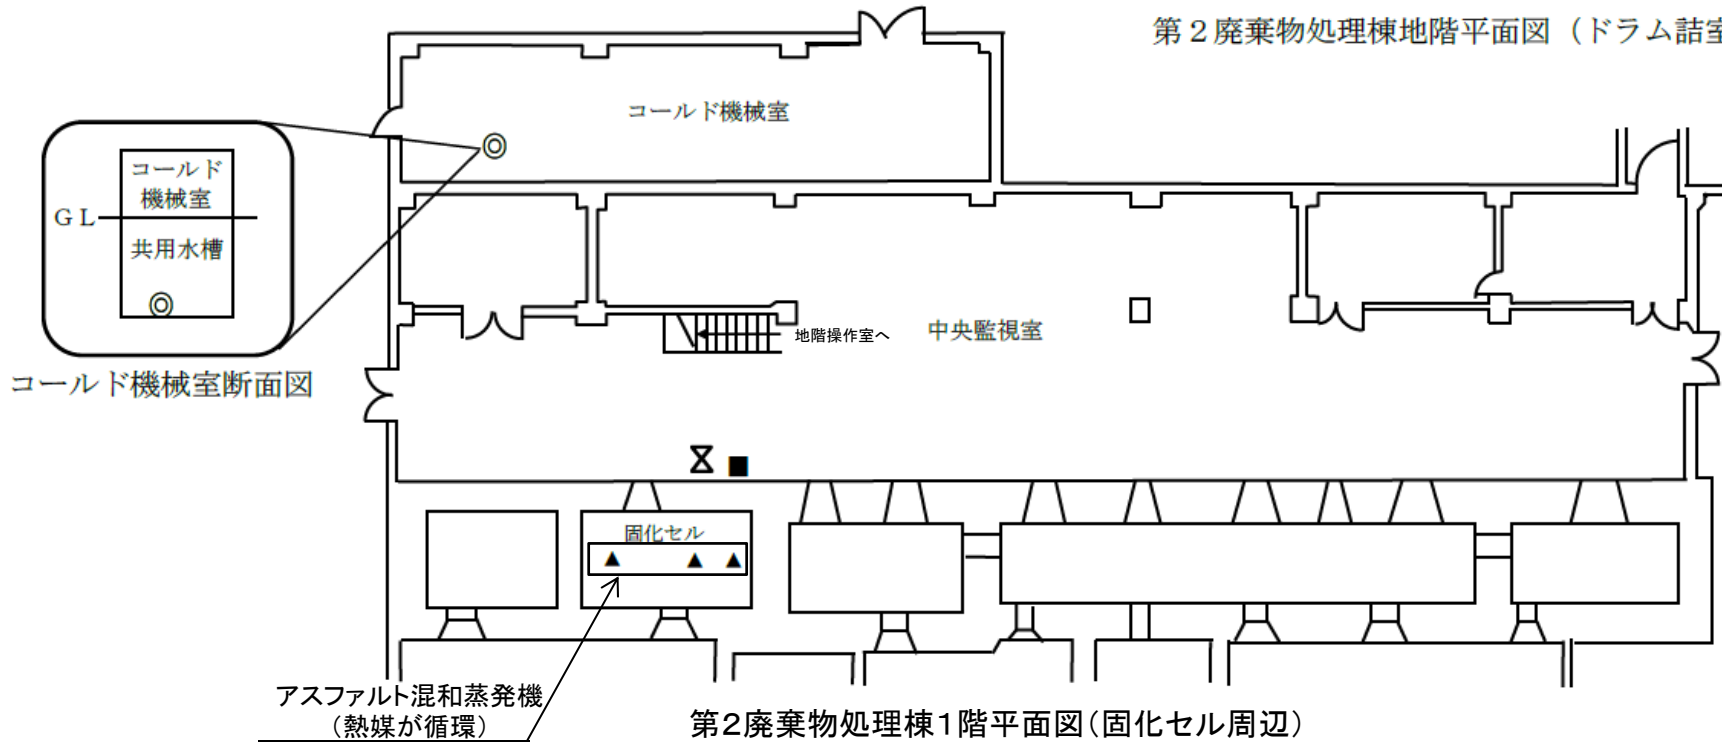 第２廃棄物処理棟地階平面図（ドラム詰室
コールド機械室
コールド
機械室
ＧＬ
共用水槽
コールド機械室断面図
地階操作室へ
中央監視室
固化セル
アスファルト混和蒸発機
（熱媒が循環）
第２廃棄物処理棟１階平面図（固化セル周辺）